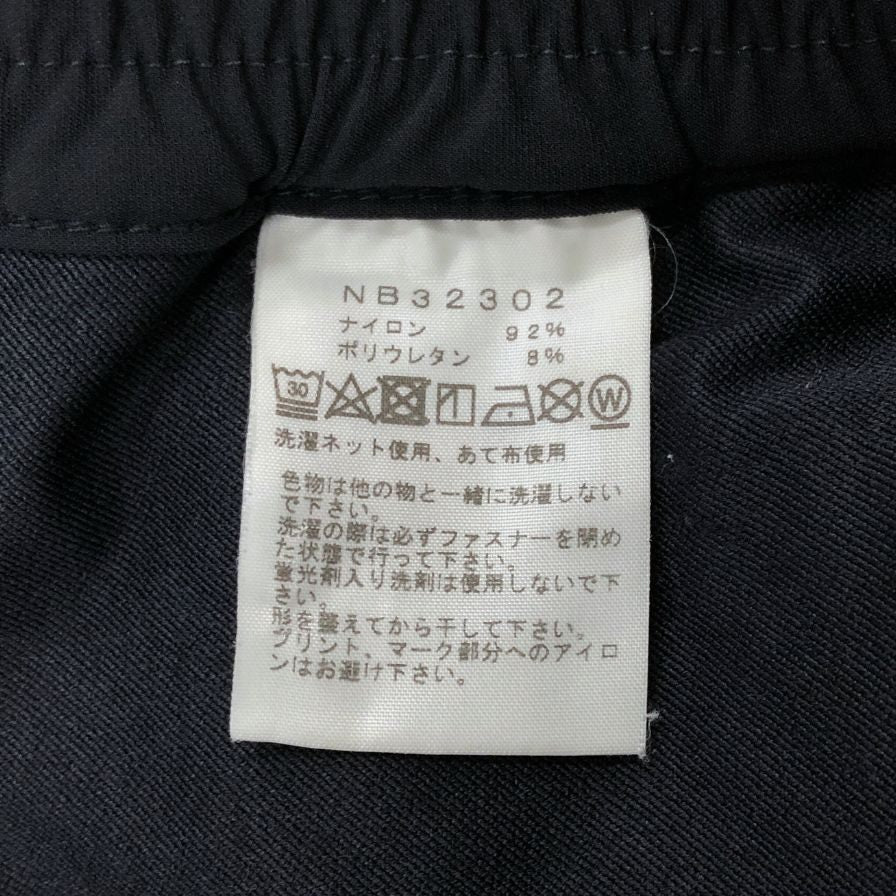 NB32302
ナイロン 92%
ポリウレタン 8%
30 W
洗濯ネット使用、あて布使用
色物は他の物と一緒に洗濯しない
で下さい。
洗濯の際は必ずファスナーを閉め
た状態で行って下さい。
蛍光剤入り洗剤は使用しないで下
さい。
形を整えてから干して下さい。
プリント、マーク部分へのアイロ
ンはお避け下さい。